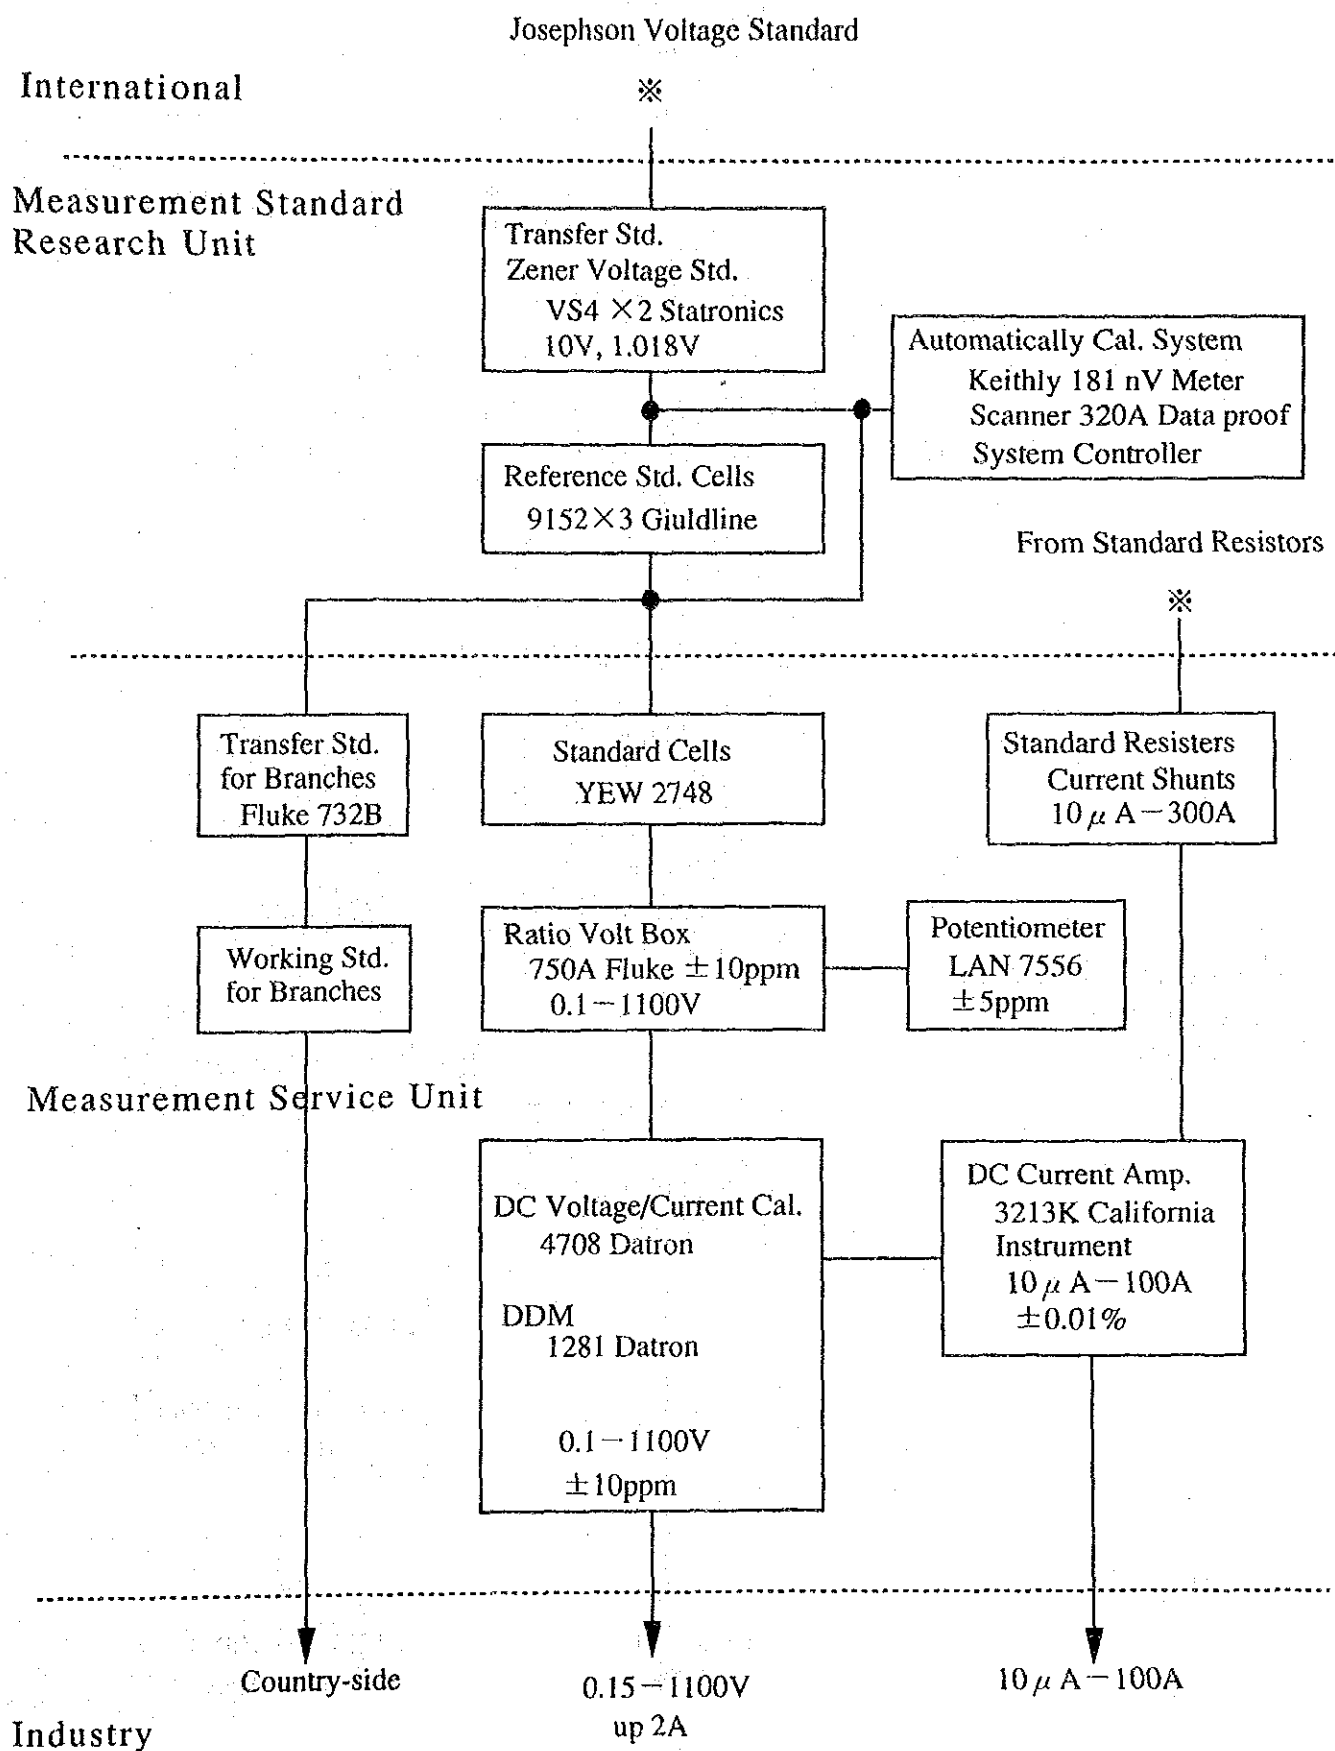 Josephson Voltage Standard
International
※
Measurement Standard
Research Unit
Transfer Std.
Zener Voltage Std.
VS4 ×2 Statronics
10V, 1.018V
Automatically Cal. System
Keithly 181 nV Meter
Scanner 320A Data proof
System Controller
Reference Std. Cells
9152×3 Giuldline
From Standard Resistors
※
Transfer Std.
for Branches
Fluke 732B
Standard Cells
YEW 2748
Standard Resisters
Current Shunts
10 μ A－300A
Working Std.
for Branches
Ratio Volt Box
750A Fluke ±10ppm
0.1－1100V
Potentiometer
LAN 7556
±5ppm
Measurement Service Unit
DC Voltage/Current Cal.
4708 Datron
DDM
1281 Datron
0.1－1100V
±10ppm
DC Current Amp.
3213K California
Instrument
10 μ A－100A
±0.01%
Country-side
0.15－1100V
up 2A
10 μ A－100A
Industry